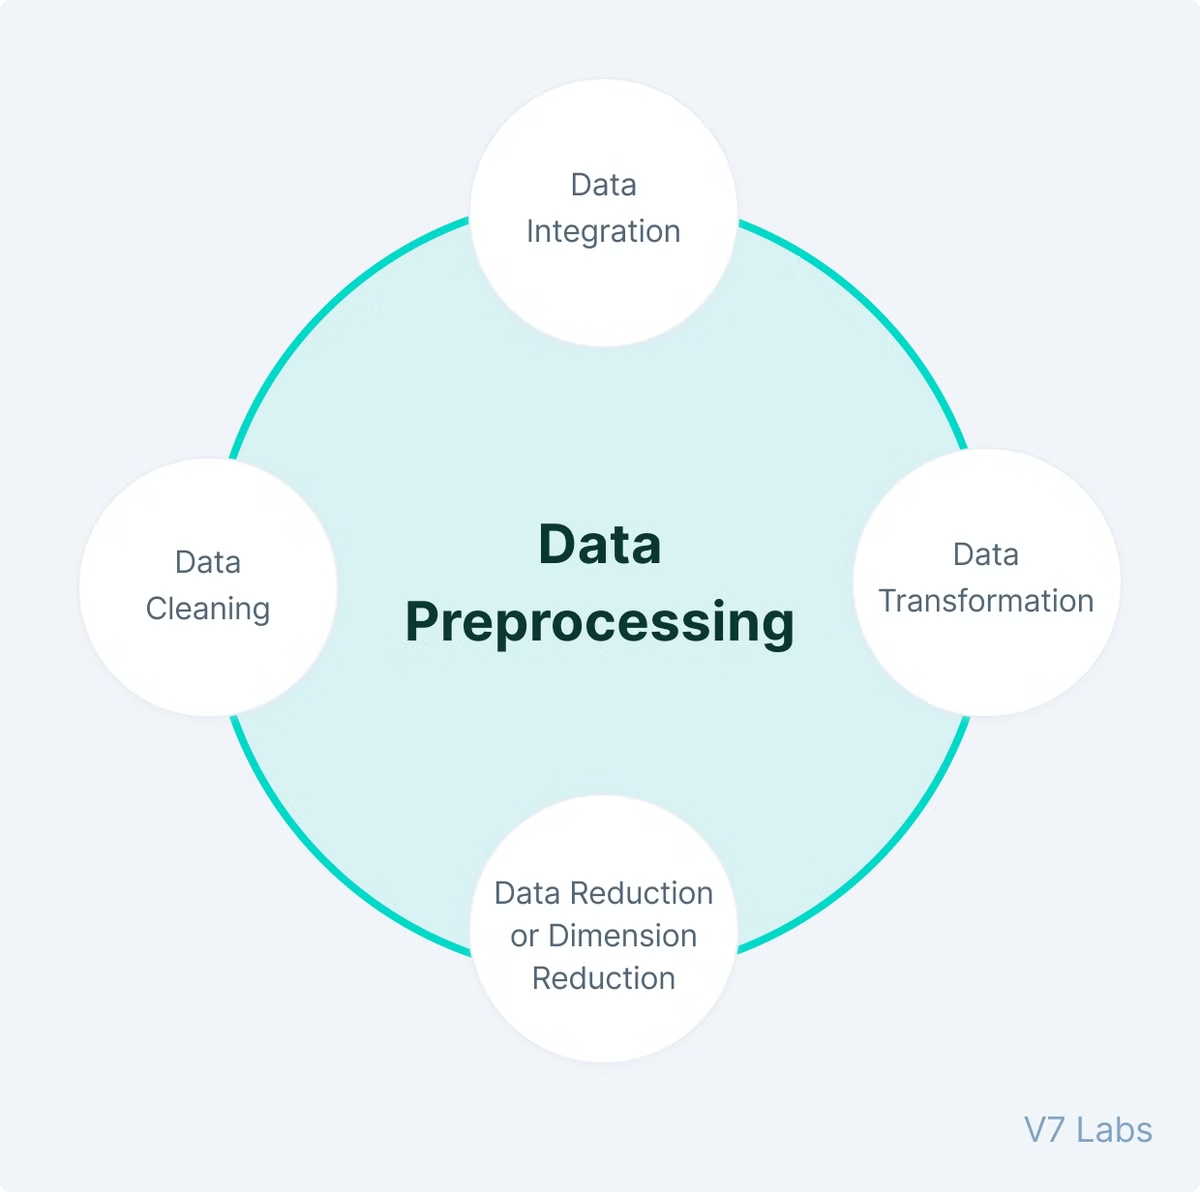 Data
Integration
Data
Cleaning
Data
Preprocessing
Data
Transformation
Data Reduction
or Dimension
Reduction
V7 Labs